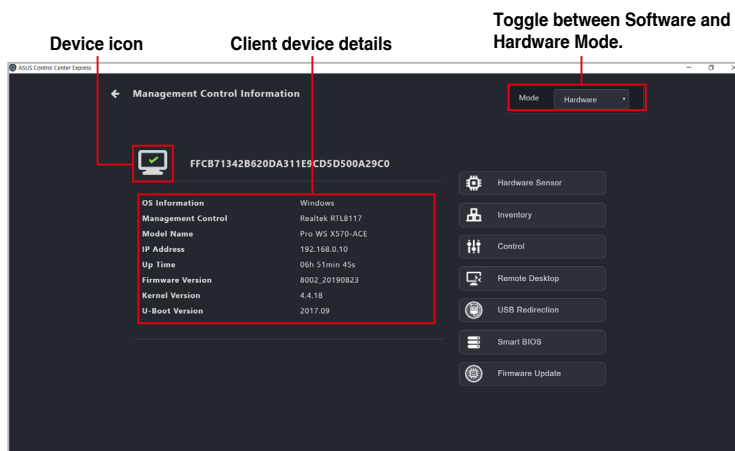 Toggle between Software and
Device icon Client device details Hardware Mode.
ASUS Control Center Express
Management Control Information
Mode Hardware
FFCB71342B620DA311E9CD5D500A29C0
Hardware Sensor
OS Information Windows
Inventory
Management Control Realtek RTL8117
Model Name Pro WS X570-ACE
Control
IP Address 192.168.0.10
Up Time 06h 51min 45s
Remote Desktop
Firmware Version 8002_20190823
Kernel Version 4.4.18
USB Redirection
U-Boot Version 2017.09
Smart BIOS
Firmware Update